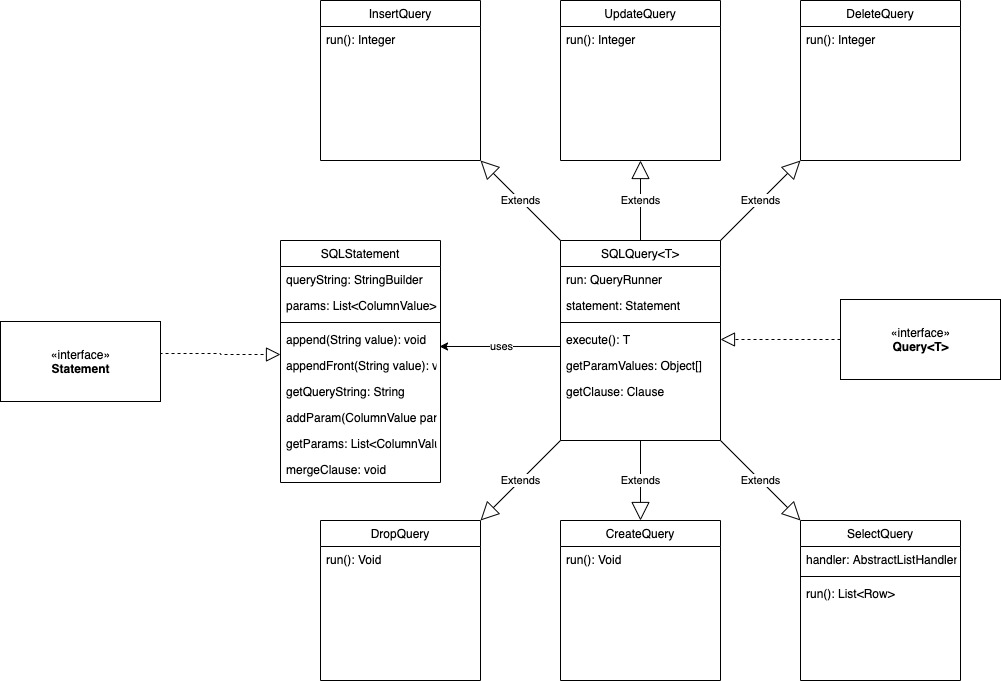 InsertQuery
run(): Integer
UpdateQuery
run(): Integer
DeleteQuery
run(): Integer
Extends
Extends
Extends
SQLStatement
queryString: StringBuilder
params: List<ColumnValue>
append(String value): void
appendFront(String value): v
getQueryString: String
addParam(ColumnValue par
getParams: List<ColumnValu
mergeClause: void
SQLQuery<T>
run: QueryRunner
statement: Statement
execute(): T
getParamValues: Object[]
getClause: Clause
uses
«interface»
Statement
«interface»
Query<T>
Extends
Extends
Extends
DropQuery
run(): Void
CreateQuery
run(): Void
SelectQuery
handler: AbstractListHandler
run(): List<Row>